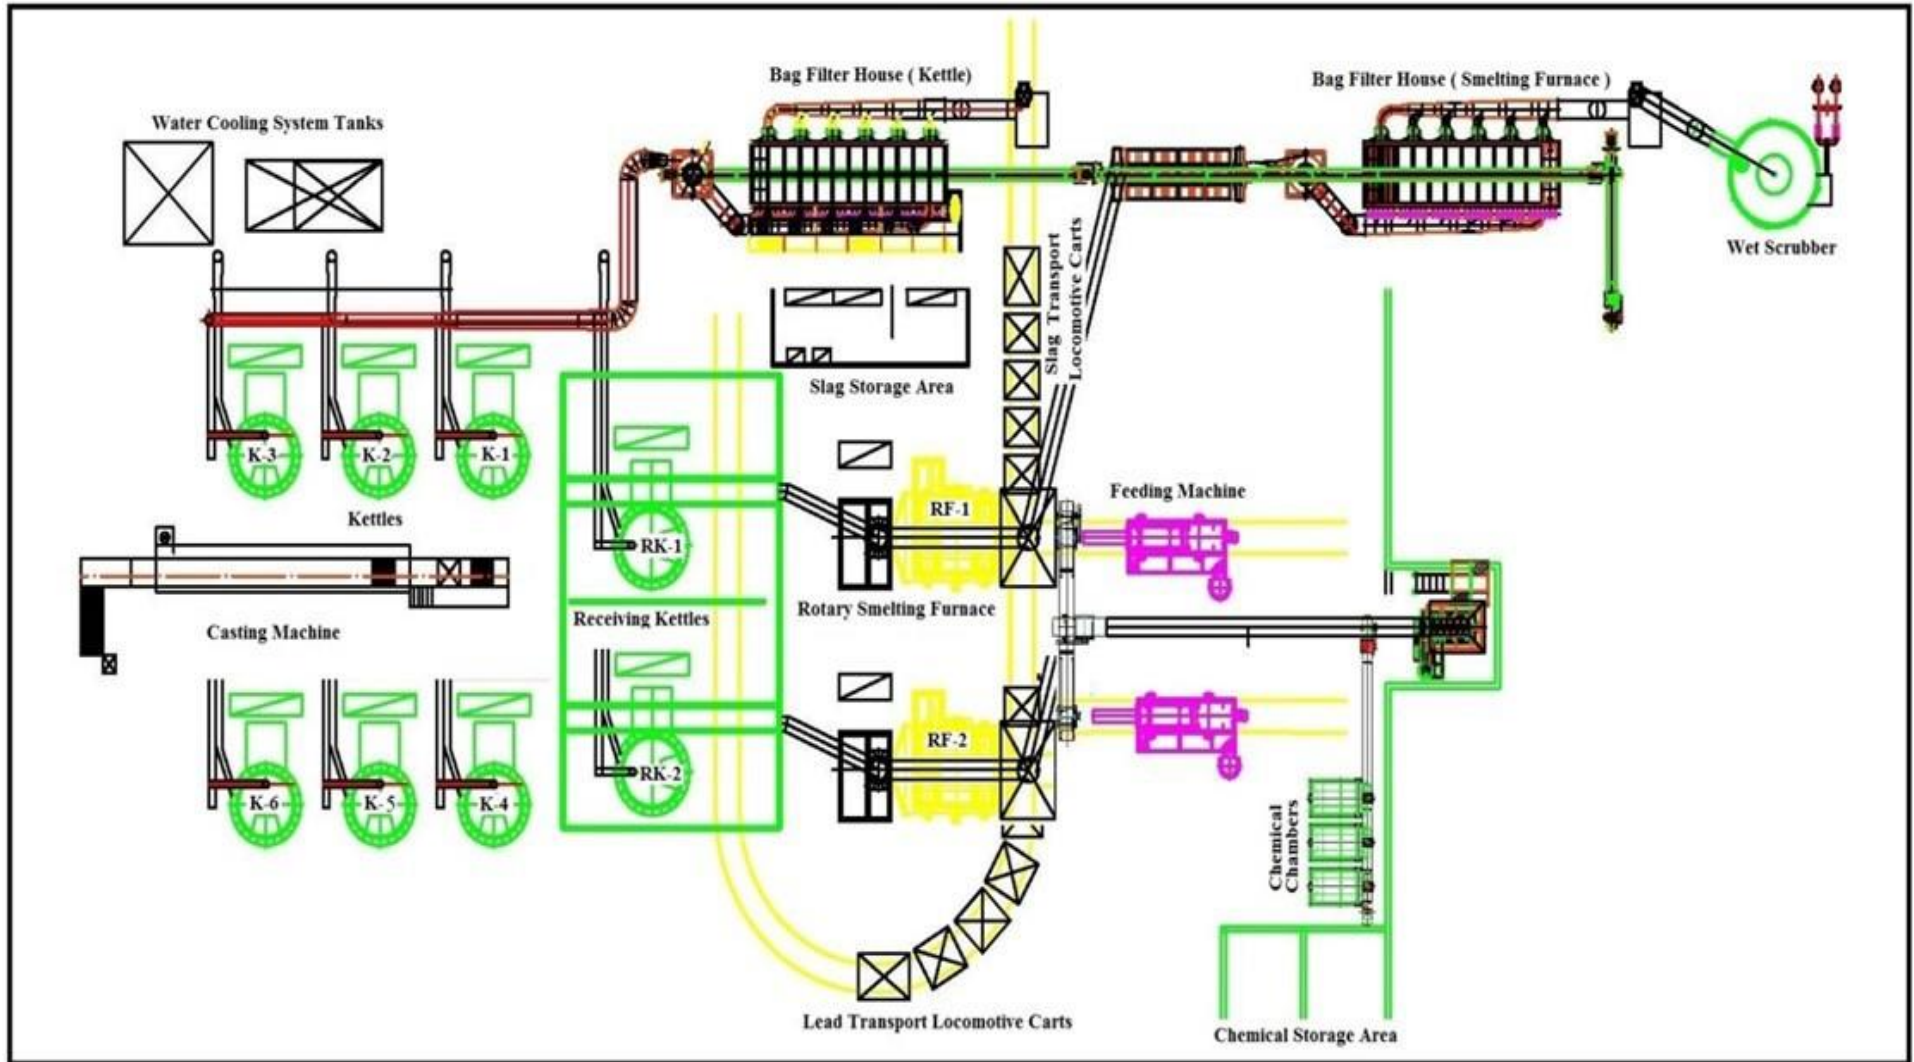 Bag Filter House ( Kettle)
Bag Filter House ( Smelting Furnace )
Water Cooling System Tanks
Wet Scrubber
Slag Transport
Locomotive Carts
Slag Storage Area
K-3
K-2
K-1
Kettles
RK-1
RF-1
Feeding Machine
Casting Machine
Receiving Kettles
Rotary Smelting Furnace
RK-2
RF-2
K-6
K-5
K-4
Chemical
Chambers
Lead Transport Locomotive Carts
Chemical Storage Area